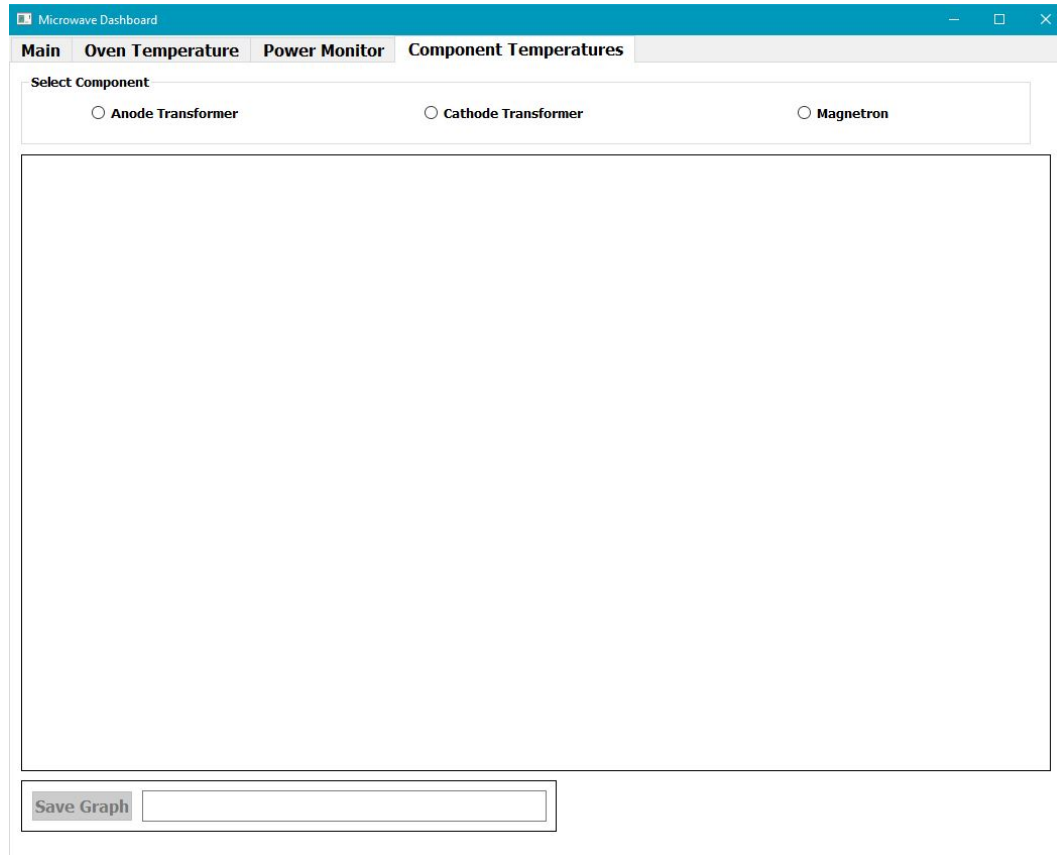 Microwave Dashboard
Main Oven Temperature Power Monitor Component Temperatures
Select Component
Anode Transformer Cathode Transformer Magnetron
Save Graph